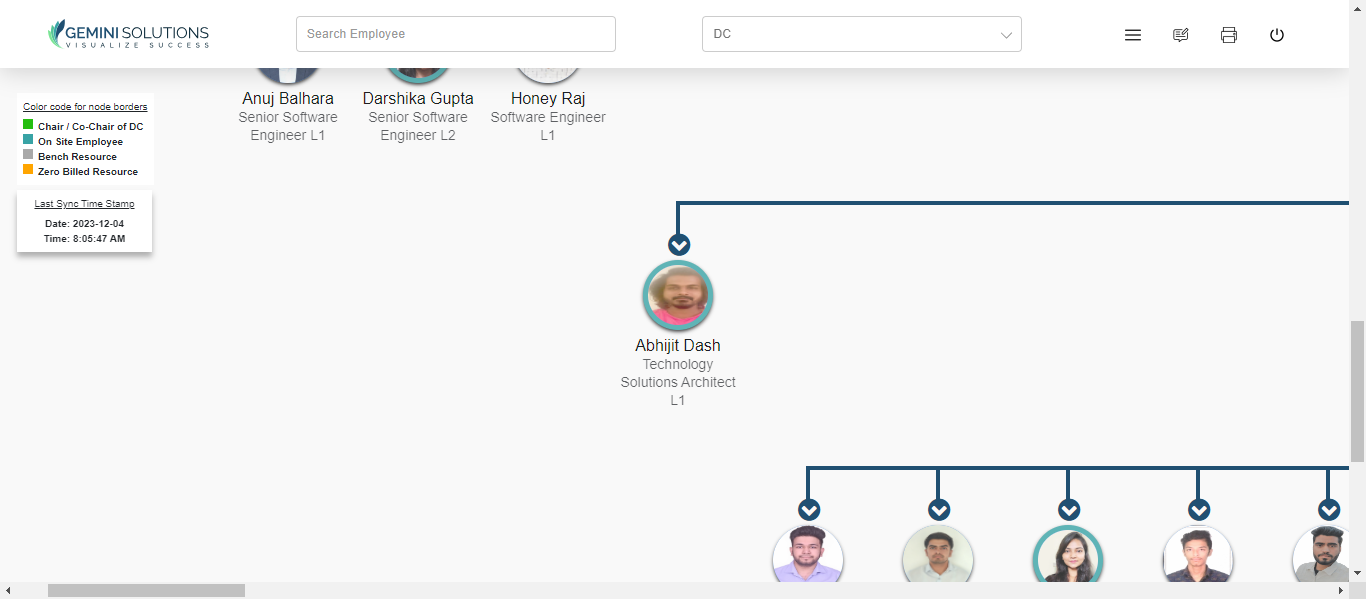 GEMINI SOLUTIONS
VISUALIZE SUCCESS
Search Employee
DC
Color code for node borders
Chair / Co-Chair of DC
On Site Employee
Bench Resource
Zero Billed Resource
Last Sync Time Stamp
Date: 2023-12-04
Time: 8:05:47 AM
Anuj Balhara
Senior Software
Engineer L1
Darshika Gupta
Senior Software
Engineer L2
Honey Raj
Software Engineer
L1
Abhijit Dash
Technology
Solutions Architect
L1